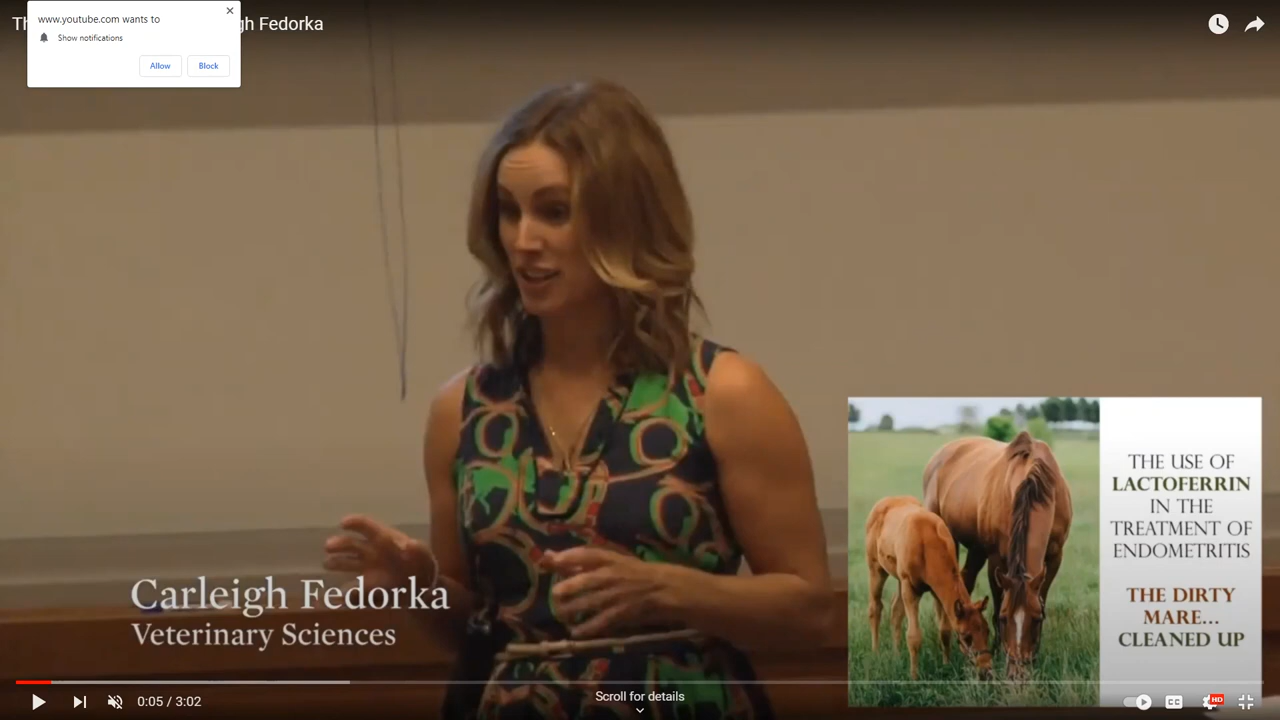 www.youtube.com wants to
Show notifications
Allow
Block
gh Fedorka
THE USE OF
LACTOFERRIN
IN THE
TREATMENT OF
ENDOMETRITIS
THE DIRTY
MARE...
CLEANED UP
Carleigh Fedorka
Veterinary Sciences
Scroll for details
0:05 / 3:02
CC
HD